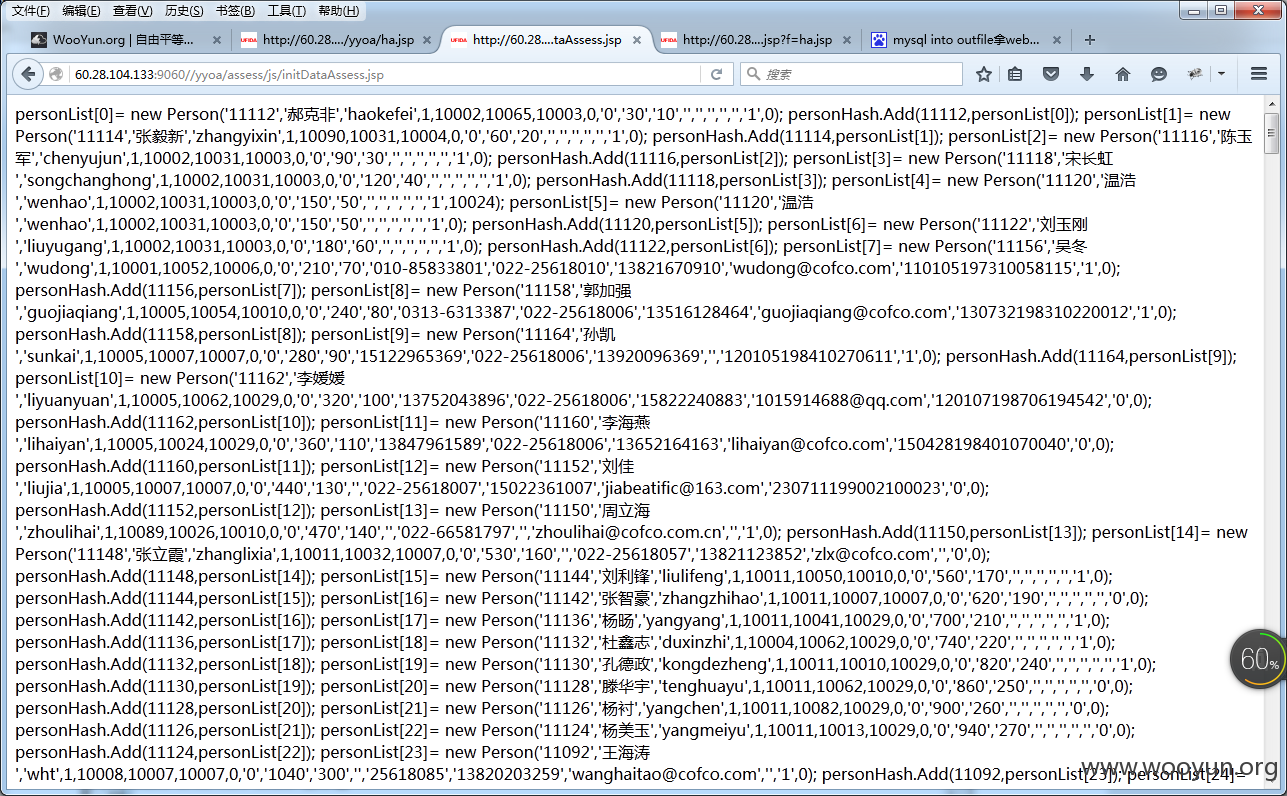 文件(F) 编辑(E) 查看(V) 历史(S) 书签(B) 工具(T) 帮助(H)
WooYun.org | 自由平等... × http://60.28..../yyoa/ha.jsp × http://60.28....taAssess.jsp × http://60.28....jsp?f=ha.jsp × mysql into outfile拿web... × +
60.28.104.133:9060//yyoa/assess/js/initDataAssess.jsp 搜索
personList[0]= new Person('11112','郝克非','haokefei',1,10002,10065,10003,0,'0','30','10','','','','','','1',0); personHash.Add(11112,personList[0]); personList[1]= new
Person('11114','张毅新','zhangyixin',1,10090,10031,10004,0,'0','60','20','','','','','','1',0); personHash.Add(11114,personList[1]); personList[2]= new Person('11116','陈玉
军','chenyujun',1,10002,10031,10003,0,'0','90','30','','','','','','1',0); personHash.Add(11116,personList[2]); personList[3]= new Person('11118','宋长虹
','songchanghong',1,10002,10031,10003,0,'0','120','40','','','','','','1',0); personHash.Add(11118,personList[3]); personList[4]= new Person('11120','温浩
','wenhao',1,10002,10031,10003,0,'0','150','50','','','','','','1',10024); personList[5]= new Person('11120','温浩
','wenhao',1,10002,10031,10003,0,'0','150','50','','','','','','1',0); personHash.Add(11120,personList[5]); personList[6]= new Person('11122','刘玉刚
','liuyugang',1,10002,10031,10003,0,'0','180','60','','','','','','1',0); personHash.Add(11122,personList[6]); personList[7]= new Person('11156','吴冬
','wudong',1,10001,10052,10006,0,'0','210','70','010-85833801','022-25618010','13821670910','wudong@cofco.com','110105197310058115','1',0);
personHash.Add(11156,personList[7]); personList[8]= new Person('11158','郭加强
','guojiaqiang',1,10005,10054,10010,0,'0','240','80','0313-6313387','022-25618006','13516128464','guojiaqiang@cofco.com','130732198310220012','1',0);
personHash.Add(11158,personList[8]); personList[9]= new Person('11164','孙凯
','sunkai',1,10005,10007,10007,0,'0','280','90','15122965369','022-25618006','13920096369','','120105198410270611','1',0); personHash.Add(11164,personList[9]);
personList[10]= new Person('11162','李媛媛
','liyuanyuan',1,10005,10062,10029,0,'0','320','100','13752043896','022-25618006','15822240883','1015914688@qq.com','120107198706194542','0',0);
personHash.Add(11162,personList[10]); personList[11]= new Person('11160','李海燕
','lihaiyan',1,10005,10024,10029,0,'0','360','110','13847961589','022-25618006','13652164163','lihaiyan@cofco.com','150428198401070040','0',0);
personHash.Add(11160,personList[11]); personList[12]= new Person('11152','刘佳
','liujia',1,10005,10007,10007,0,'0','440','130','','022-25618007','15022361007','jiabeatific@163.com','230711199002100023','0',0);
personHash.Add(11152,personList[12]); personList[13]= new Person('11150','周立海
','zhoulihai',1,10089,10026,10010,0,'0','470','140','','022-66581797','','zhoulihai@cofco.com.cn','','1',0); personHash.Add(11150,personList[13]); personList[14]= new
Person('11148','张立霞','zhanglixia',1,10011,10032,10007,0,'0','530','160','','022-25618057','13821123852','zlx@cofco.com','','0',0);
personHash.Add(11148,personList[14]); personList[15]= new Person('11144','刘利锋','liulifeng',1,10011,10050,10010,0,'0','560','170','','','','','','1',0);
personHash.Add(11144,personList[15]); personList[16]= new Person('11142','张智豪','zhangzhihao',1,10011,10007,10007,0,'0','620','190','','','','','','0',0);
personHash.Add(11142,personList[16]); personList[17]= new Person('11136','杨旸','yangyang',1,10011,10041,10029,0,'0','700','210','','','','','','1',0);
personHash.Add(11136,personList[17]); personList[18]= new Person('11132','杜鑫志','duxinzhi',1,10004,10062,10029,0,'0','740','220','','','','','','1',0);
personHash.Add(11132,personList[18]); personList[19]= new Person('11130','孔德政','kongdezheng',1,10011,10010,10029,0,'0','820','240','','','','','','1',0);
personHash.Add(11130,personList[19]); personList[20]= new Person('11128','滕华宇','tenghuayu',1,10011,10062,10029,0,'0','860','250','','','','','','0',0);
personHash.Add(11128,personList[20]); personList[21]= new Person('11126','杨衬','yangchen',1,10011,10082,10029,0,'0','900','260','','','','','','0',0);
personHash.Add(11126,personList[21]); personList[22]= new Person('11124','杨美玉','yangmeiyu',1,10011,10013,10029,0,'0','940','270','','','','','','0',0);
personHash.Add(11124,personList[22]); personList[23]= new Person('11092','王海涛
','wht',1,10008,10007,10007,0,'0','1040','300','','25618085','13820203259','wanghaitao@cofco.com','','1',0); personHash.Add(11092,personList[23]); personList[24]=
60%
www.wooyun.org